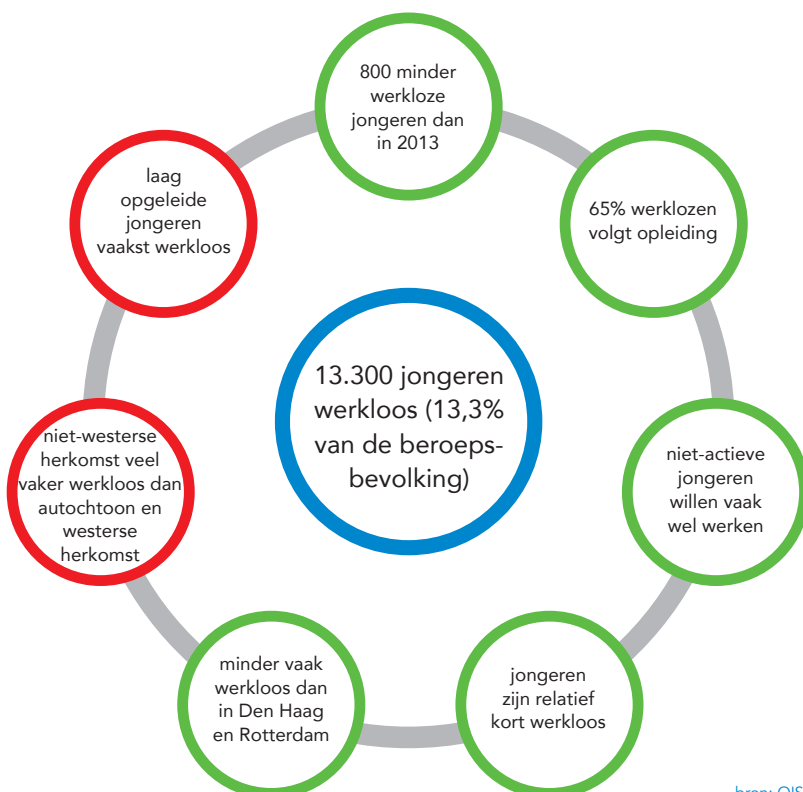 800 minder
werkloze
jongeren dan
in 2013
65% werklozen
volgt opleiding
niet-actieve
jongeren
willen vaak
wel werken
jongeren
zijn relatief
kort werkloos
minder vaak
werkloos dan
in Den Haag
en Rotterdam
niet-westerse
herkomst veel
vaker werkloos dan
autochtoon en
westerse
herkomst
laag
opgeleide
jongeren
vaakst werkloos
13.300 jongeren
werkloos (13,3%
van de beroeps-
bevolking)
bron: OIS